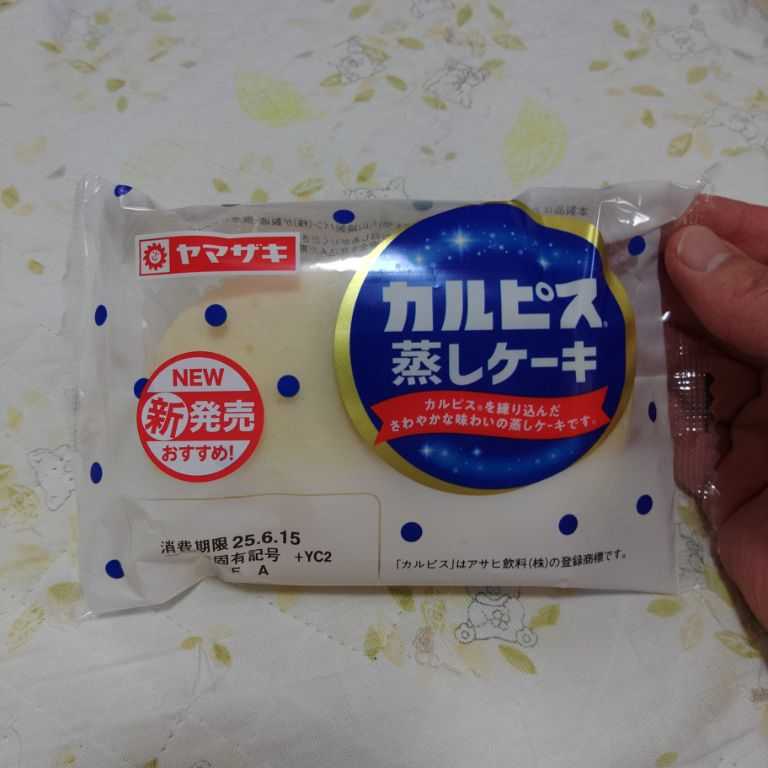 ヤマザキ
カルピス®
蒸しケーキ
カルピス®を練り込んだ
さわやかな味わいの蒸しケーキです。
NEW
新発売
おすすめ!
消費期限 25.6.15
固有記号 +YC2
A
「カルピス」はアサヒ飲料(株)の登録商標です。